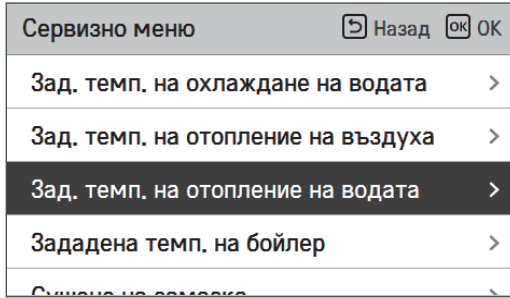 Сервизно меню Назад OK OK
Зад. темп. на охлаждане на водата
Зад. темп. на отопление на въздуха
Зад. темп. на отопление на водата
Зададена темп. на бойлер